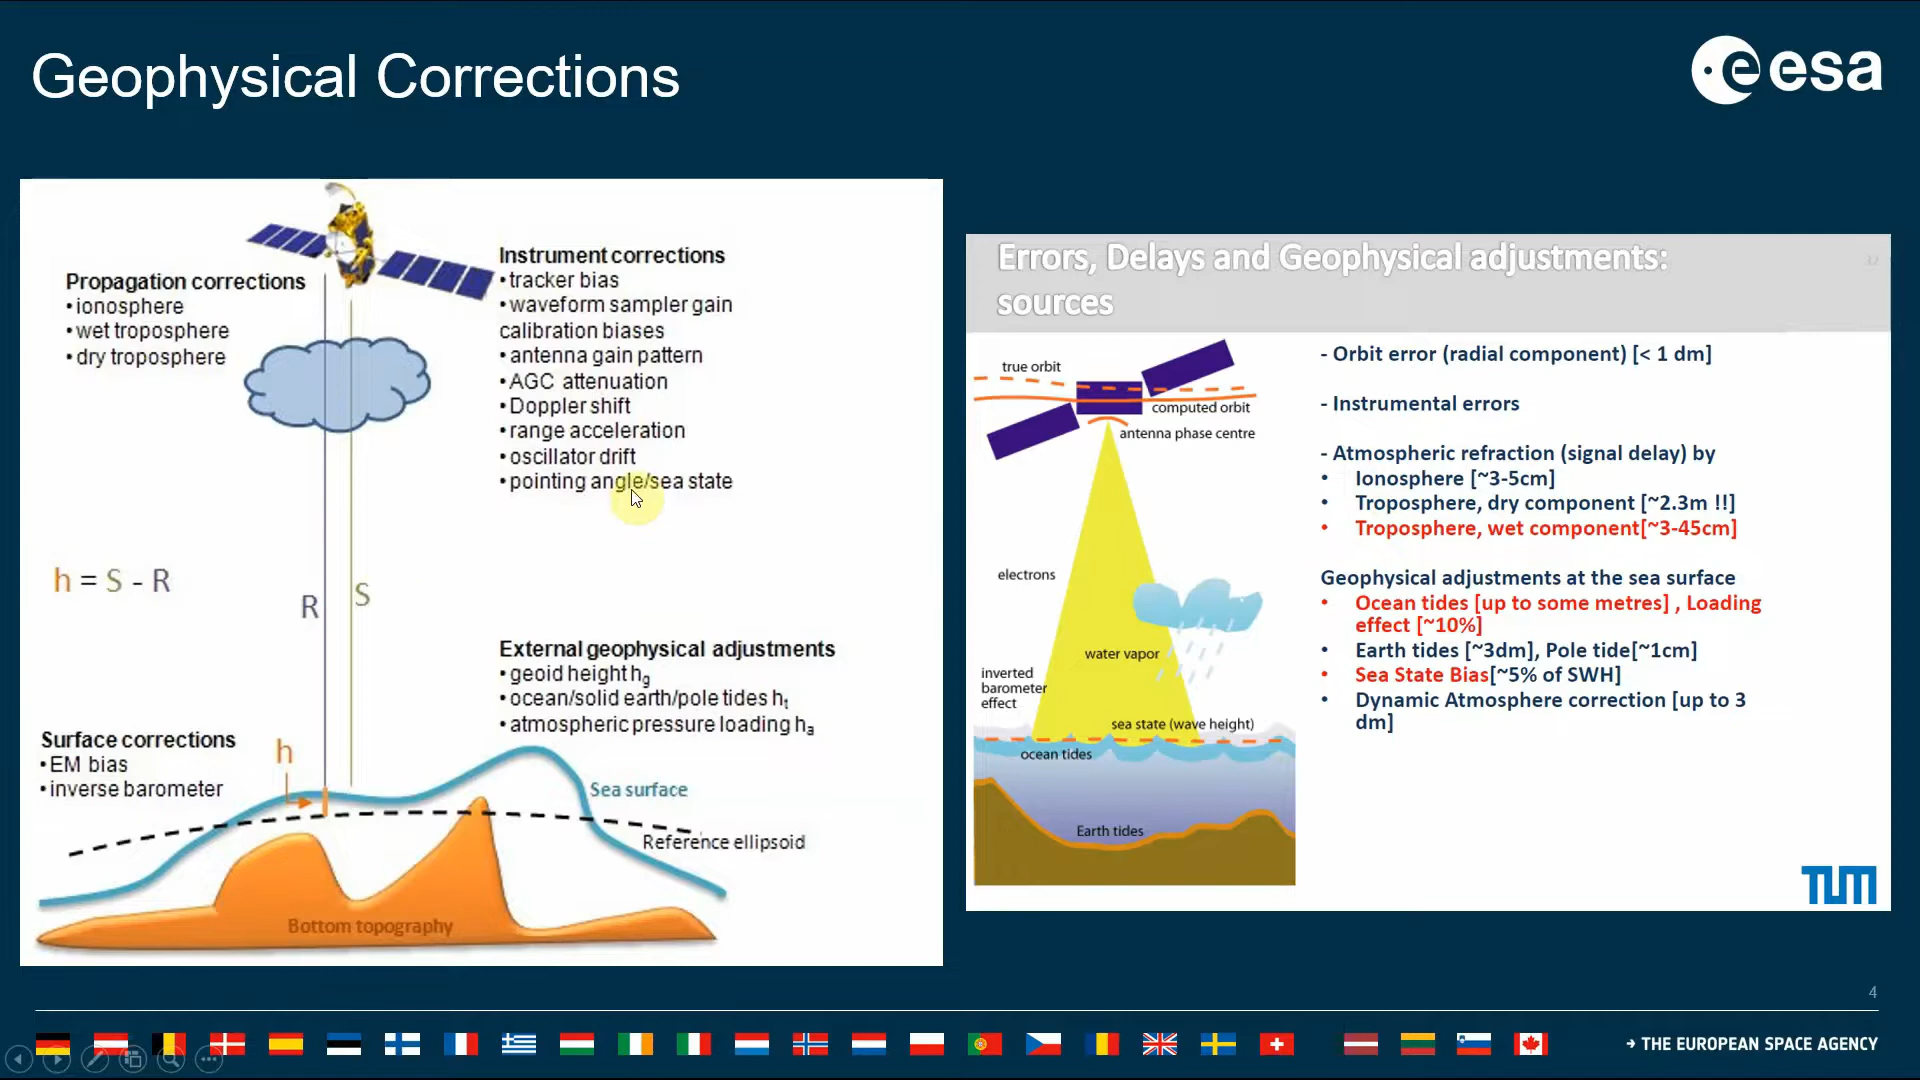 Geophysical Corrections
esa
Propagation corrections
•ionosphere
•wet troposphere
•dry troposphere
Instrument corrections
•tracker bias
•waveform sampler gain
calibration biases
•antenna gain pattern
•AGC attenuation
•Doppler shift
•range acceleration
•oscillator drift
•pointing angle/sea state
h = S - R
R
S
External geophysical adjustments
•geoid height hg
•ocean/solid earth/pole tides ht
•atmospheric pressure loading ha
Surface corrections
•EM bias
•inverse barometer
h
Sea surface
Reference ellipsoid
Bottom topography
Errors, Delays and Geophysical adjustments:
sources
true orbit
computed orbit
antenna phase centre
electrons
water vapor
inverted
barometer
effect
sea state (wave height)
ocean tides
Earth tides
- Orbit error (radial component) [< 1 dm]
- Instrumental errors
- Atmospheric refraction (signal delay) by
• Ionosphere [~3-5cm]
• Troposphere, dry component [~2.3m !!]
• Troposphere, wet component[~3-45cm]
Geophysical adjustments at the sea surface
• Ocean tides [up to some metres] , Loading
effect [~10%]
• Earth tides [~3dm], Pole tide[~1cm]
• Sea State Bias[~5% of SWH]
• Dynamic Atmosphere correction [up to 3
dm]
TUM
4
→ THE EUROPEAN SPACE AGENCY